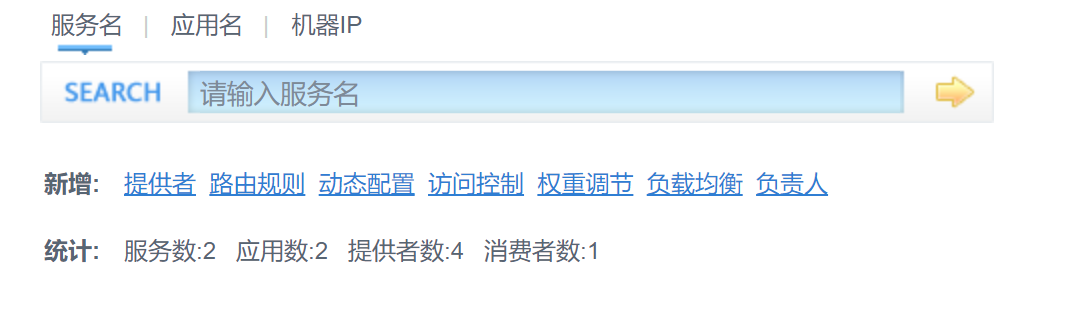 服务名 | 应用名 | 机器IP
SEARCH 请输入服务名
新增: 提供者 路由规则 动态配置 访问控制 权重调节 负载均衡 负责人
统计: 服务数:2 应用数:2 提供者数:4 消费者数:1